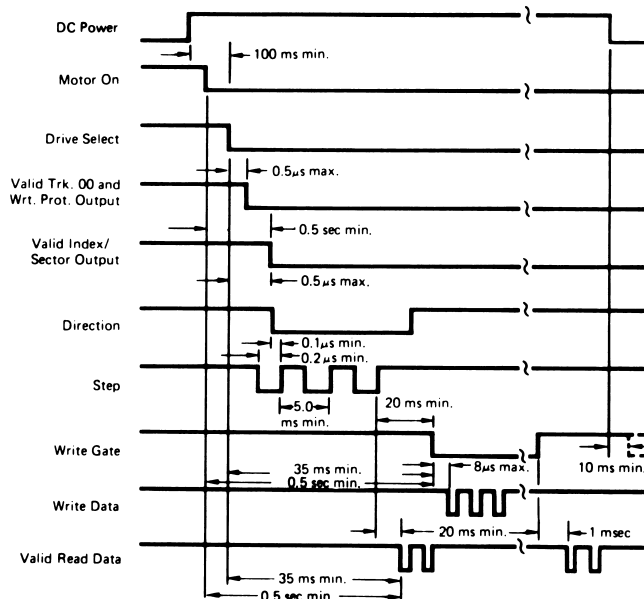 DC Power
100 ms min.
Motor On
Drive Select
0.5μs max.
Valid Trk. 00 and
Wrt. Prot. Output
0.5 sec min.
Valid Index/
Sector Output
0.5μs max.
Direction
0.1μs min.
0.2μs min.
Step
5.0
ms min.
20 ms min.
Write Gate
10 ms min.
35 ms min.
8μs max.
0.5 sec min.
Write Data
20 ms min.
1 msec
Valid Read Data
35 ms min.
0.5 sec min.